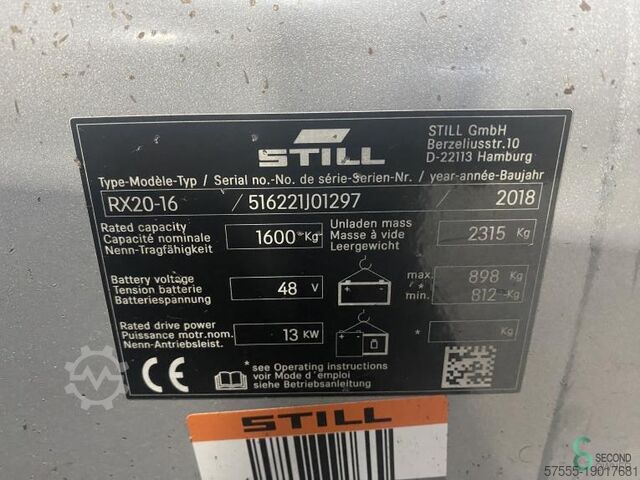 STILL
STILL GmbH
Berzeliusstr.10
D-22113 Hamburg
Type-Modèle-Typ / Serial no.-No. de série-Serien-Nr. / year-année-Baujahr
RX20-16 / 516221J01297 / 2018
Rated capacity
Capacité nominale
Nenn-Tragfähigkeit
1600 Kg
Unladen mass
Masse à vide
Leergewicht
2315 Kg
Battery voltage
Tension batterie
Batteriespannung
48 V
max. 898 Kg
*
min. 812 Kg
Rated drive power
Puissance motr.nom.
Nenn-Antriebsleist.
13 KW
* Kg
CE
* see Operating instructions
voir Mode d'emploi
siehe Betriebsanleitung
STILL
SECOND
57555-19017681